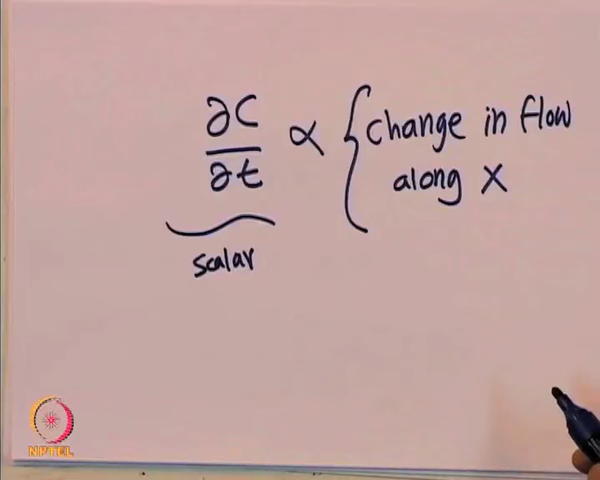 ∂C/∂t ∝ { change in flow
along X
scalar
NPTEL